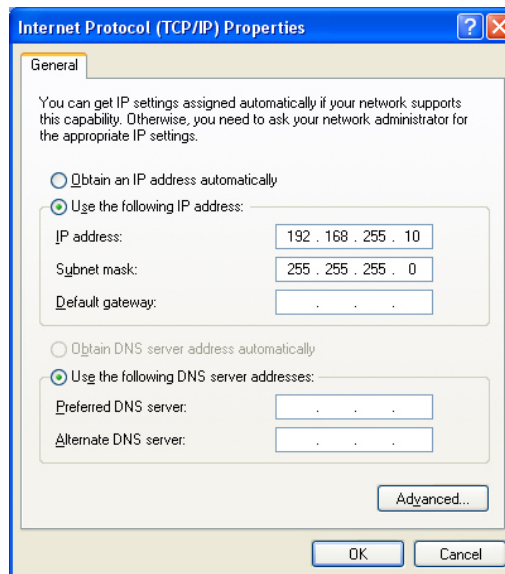 Internet Protocol (TCP/IP) Properties
General
You can get IP settings assigned automatically if your network supports
this capability. Otherwise, you need to ask your network administrator for
the appropriate IP settings.
Obtain an IP address automatically
Use the following IP address:
IP address: 192 . 168 . 255 . 10
Subnet mask: 255 . 255 . 255 . 0
Default gateway: . . .
Obtain DNS server address automatically
Use the following DNS server addresses:
Preferred DNS server: . . .
Alternate DNS server: . . .
Advanced...
OK Cancel